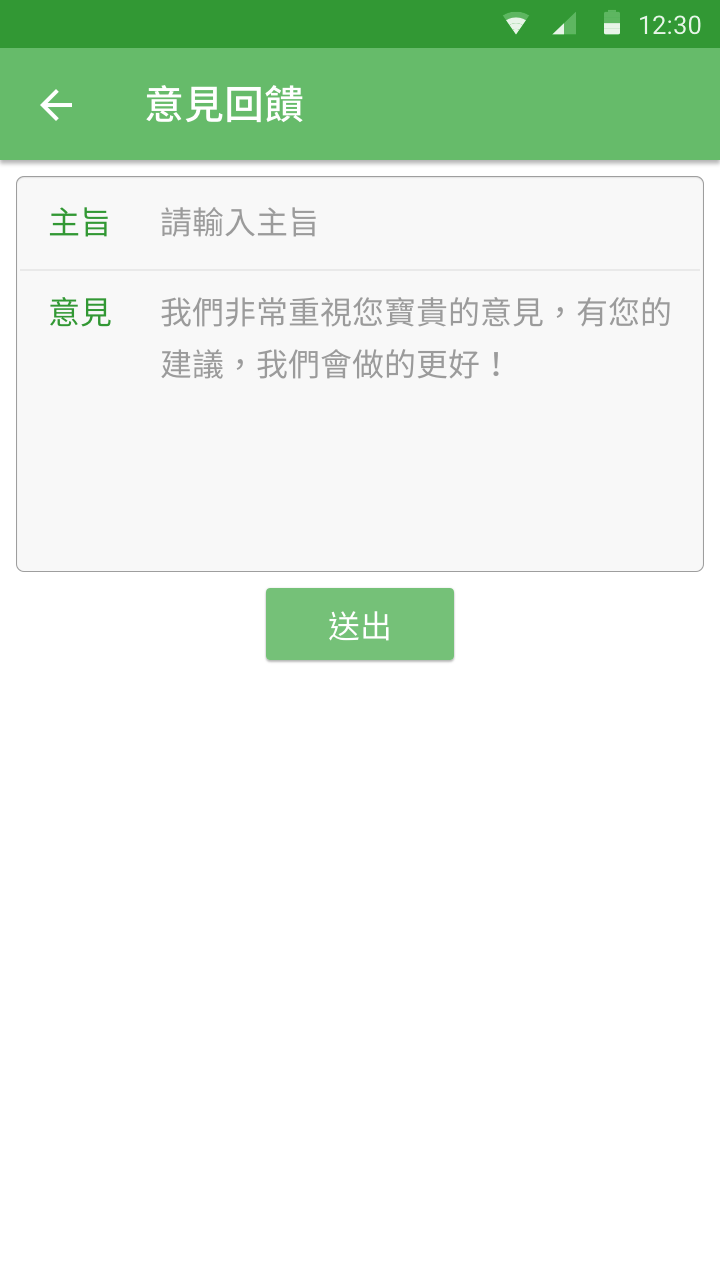 12:30
意見回饋
主旨 請輸入主旨
意見 我們非常重視您寶貴的意見，有您的
建議，我們會做的更好！
送出